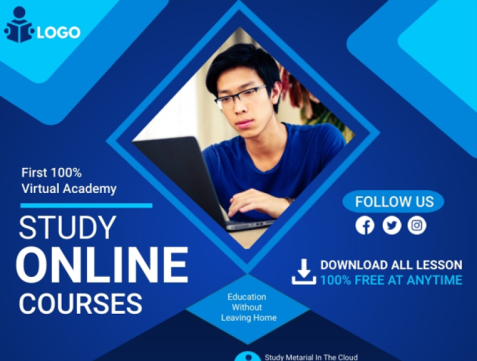 LOGO
First 100%
Virtual Academy
STUDY
ONLINE
COURSES
FOLLOW US
DOWNLOAD ALL LESSON
100% FREE AT ANYTIME
Education
Without
Leaving Home
Study Metarial In The Cloud